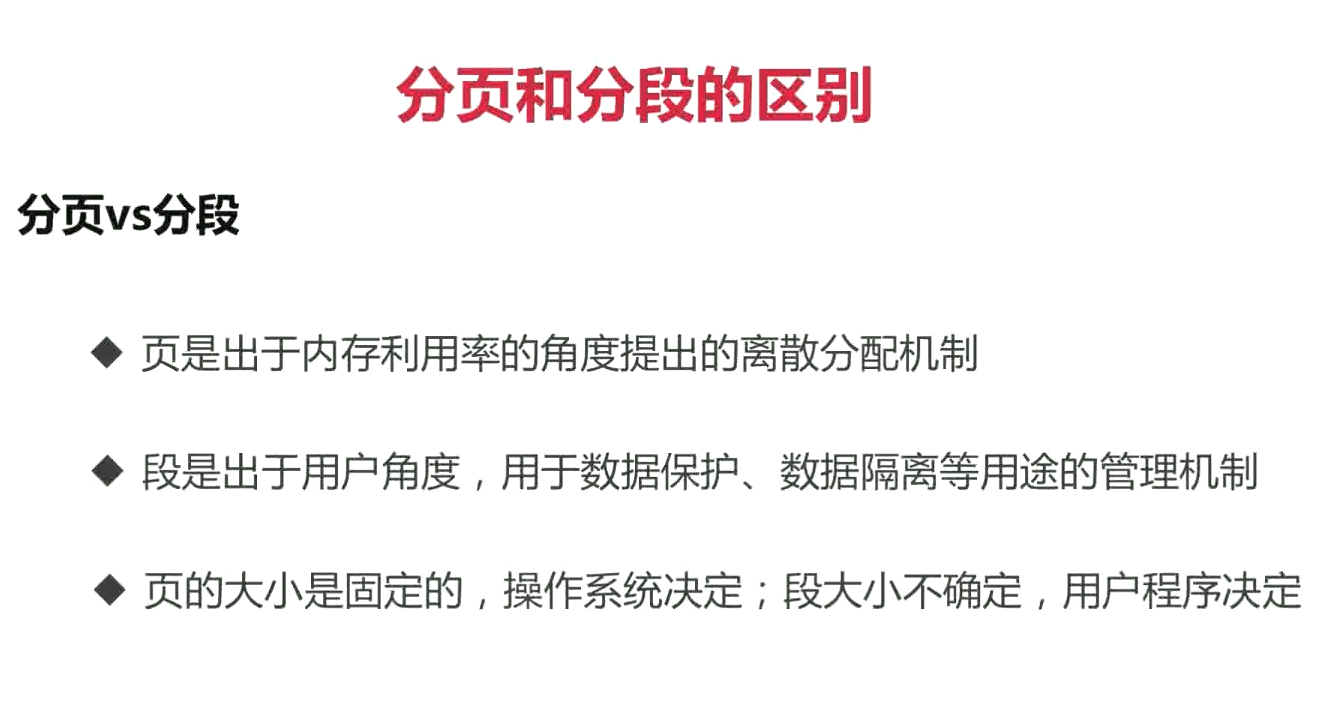 分页和分段的区别
分页vs分段
◆ 页是出于内存利用率的角度提出的离散分配机制
◆ 段是出于用户角度，用于数据保护、数据隔离等用途的管理机制
◆ 页的大小是固定的，操作系统决定；段大小不确定，用户程序决定